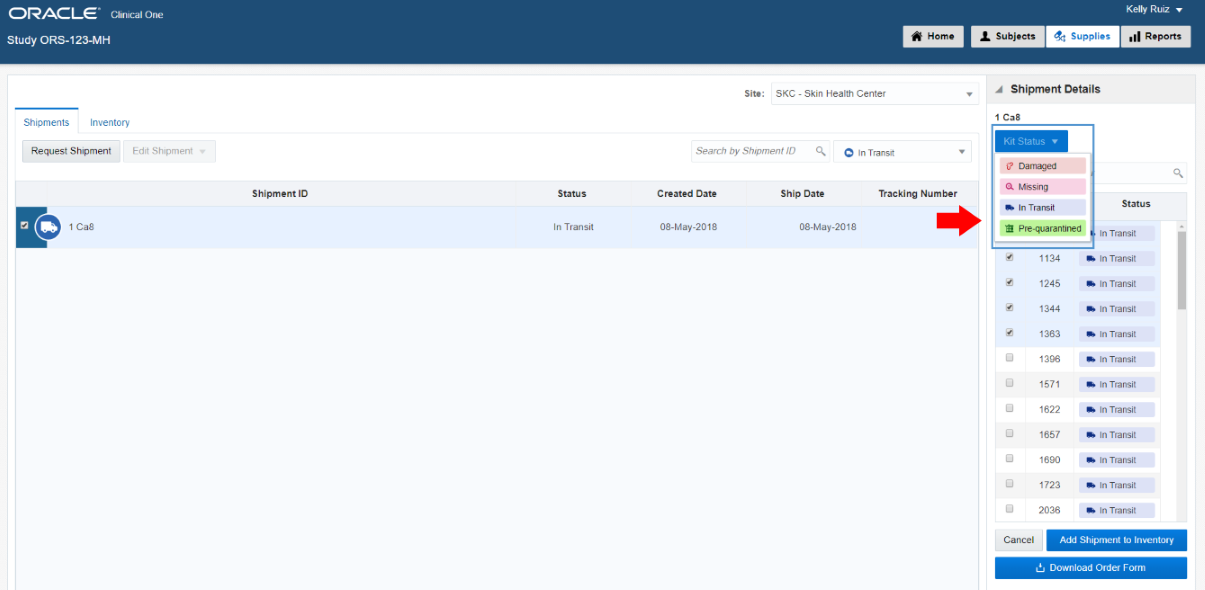 ORACLE® Clinical One
Kelly Ruiz
Study ORS-123-MH
Home Subjects Supplies Reports
Site: SKC - Skin Health Center
Shipments Inventory
Request Shipment Edit Shipment
Search by Shipment ID In Transit
Shipment ID Status Created Date Ship Date Tracking Number
1 Ca8 In Transit 08-May-2018 08-May-2018
Shipment Details
1 Ca8
Kit Status
Damaged
Missing
In Transit
Pre-quarantined
Status
In Transit
1134 In Transit
1245 In Transit
1344 In Transit
1363 In Transit
1396 In Transit
1571 In Transit
1622 In Transit
1657 In Transit
1690 In Transit
1723 In Transit
2036 In Transit
Cancel Add Shipment to Inventory
Download Order Form